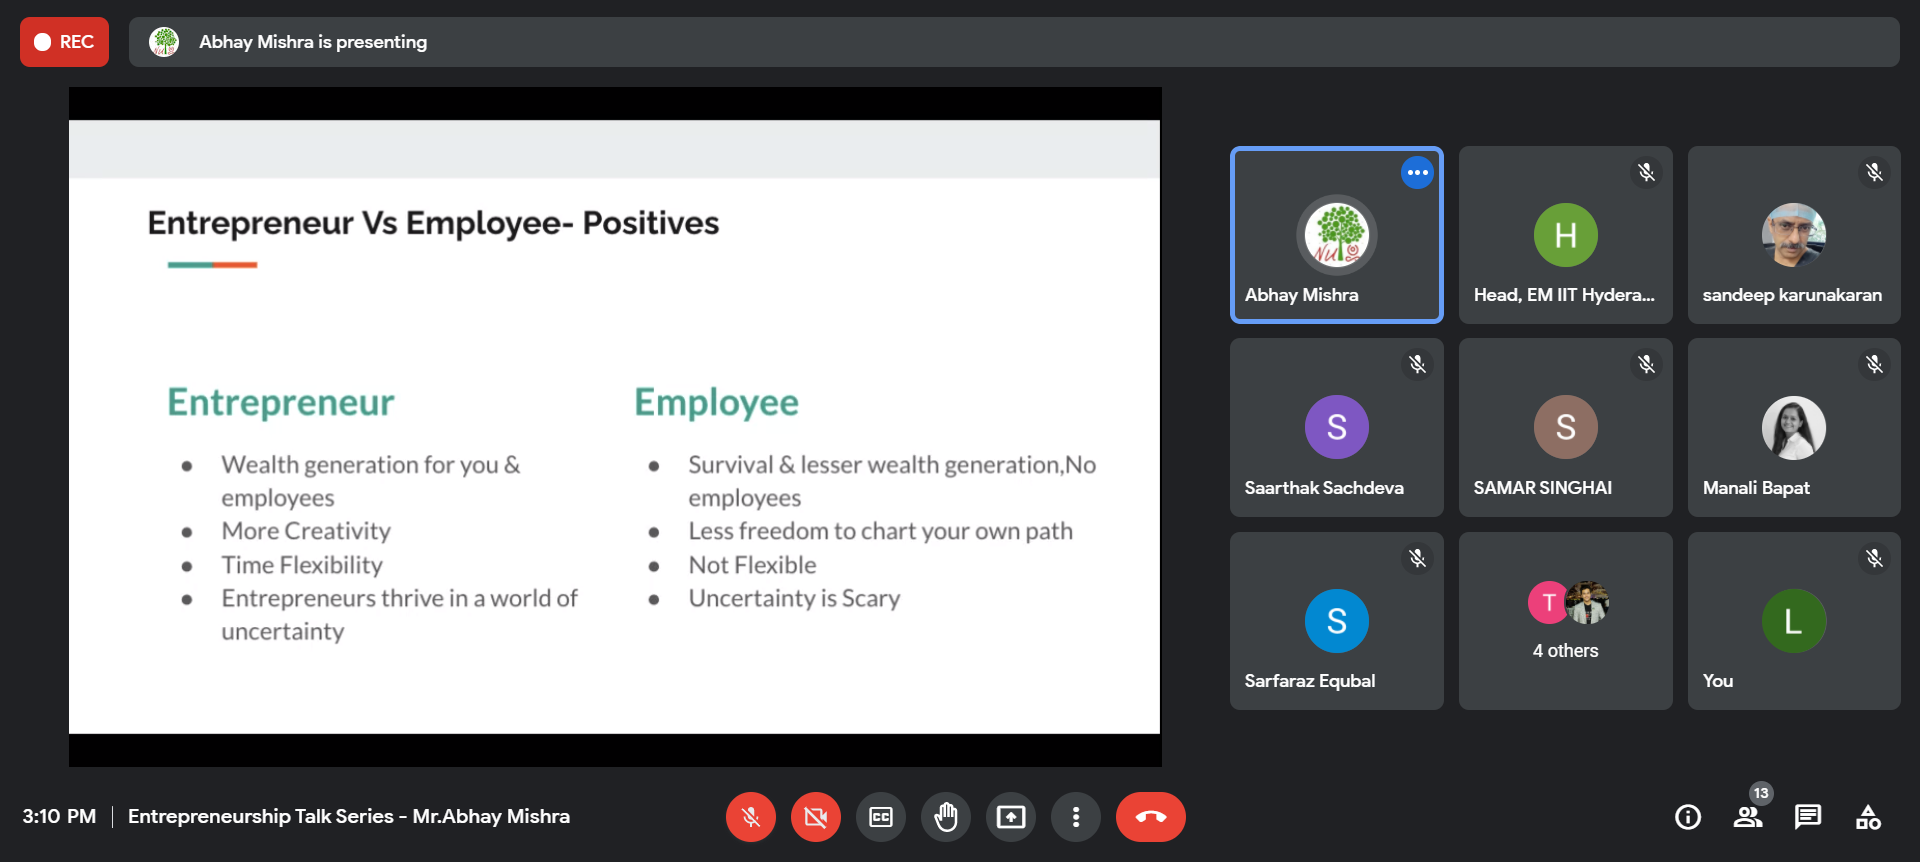 REC
Abhay Mishra is presenting
Entrepreneur Vs Employee- Positives
Entrepreneur
● Wealth generation for you &
employees
● More Creativity
● Time Flexibility
● Entrepreneurs thrive in a world of
uncertainty
Employee
● Survival & lesser wealth generation,No
employees
● Less freedom to chart your own path
● Not Flexible
● Uncertainty is Scary
Nu
Abhay Mishra
H
Head, EM IIT Hydera...
sandeep karunakaran
S
Saarthak Sachdeva
S
SAMAR SINGHAI
Manali Bapat
S
Sarfaraz Equbal
T
4 others
L
You
3:10 PM | Entrepreneurship Talk Series - Mr.Abhay Mishra
CC
13